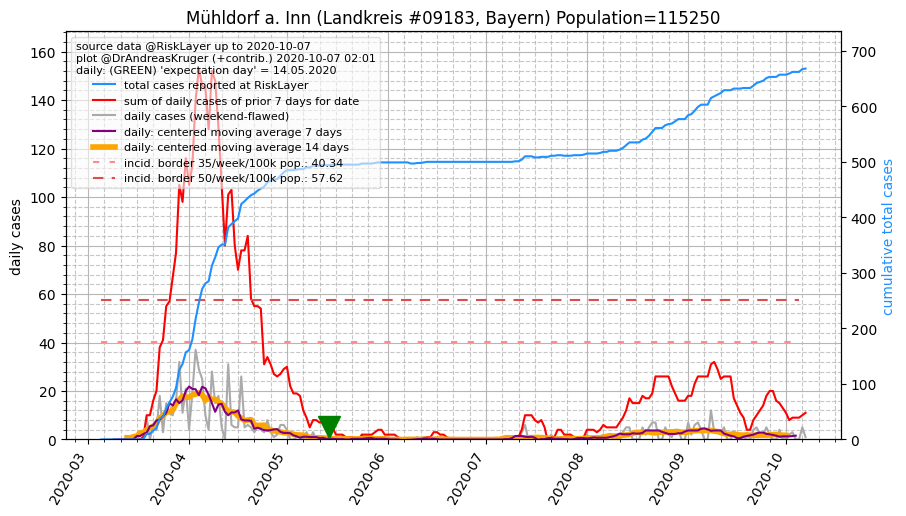 Mühldorf a. Inn (Landkreis #09183, Bayern) Population=115250
source data @RiskLayer up to 2020-10-07
plot @DrAndreasKruger (+contrib.) 2020-10-07 02:01
daily: (GREEN) 'expectation day' = 14.05.2020
total cases reported at RiskLayer
sum of daily cases of prior 7 days for date
daily cases (weekend-flawed)
daily: centered moving average 7 days
daily: centered moving average 14 days
incid. border 35/week/100k pop.: 40.34
incid. border 50/week/100k pop.: 57.62
daily cases
160
140
120
100
80
60
40
20
0
cumulative total cases
700
600
500
400
300
200
100
0
2020-03
2020-04
2020-05
2020-06
2020-07
2020-08
2020-09
2020-10